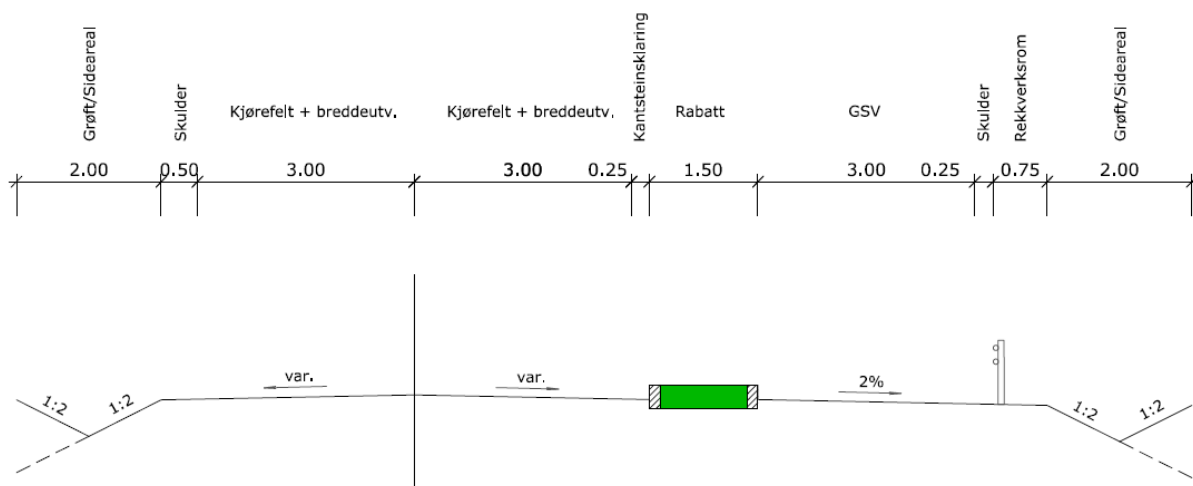 Grøft/Sideareal
Skulder
Kjørefelt + breddeutv.
Kjørefelt + breddeutv.
Kantsteinsklaring
Rabatt
GSV
Skulder
Rekkverksrom
Grøft/Sideareal
2.00 0.50 3.00 3.00 0.25 1.50 3.00 0.25 0.75 2.00
var. var. 2%
1:2 1:2 1:2 1:2